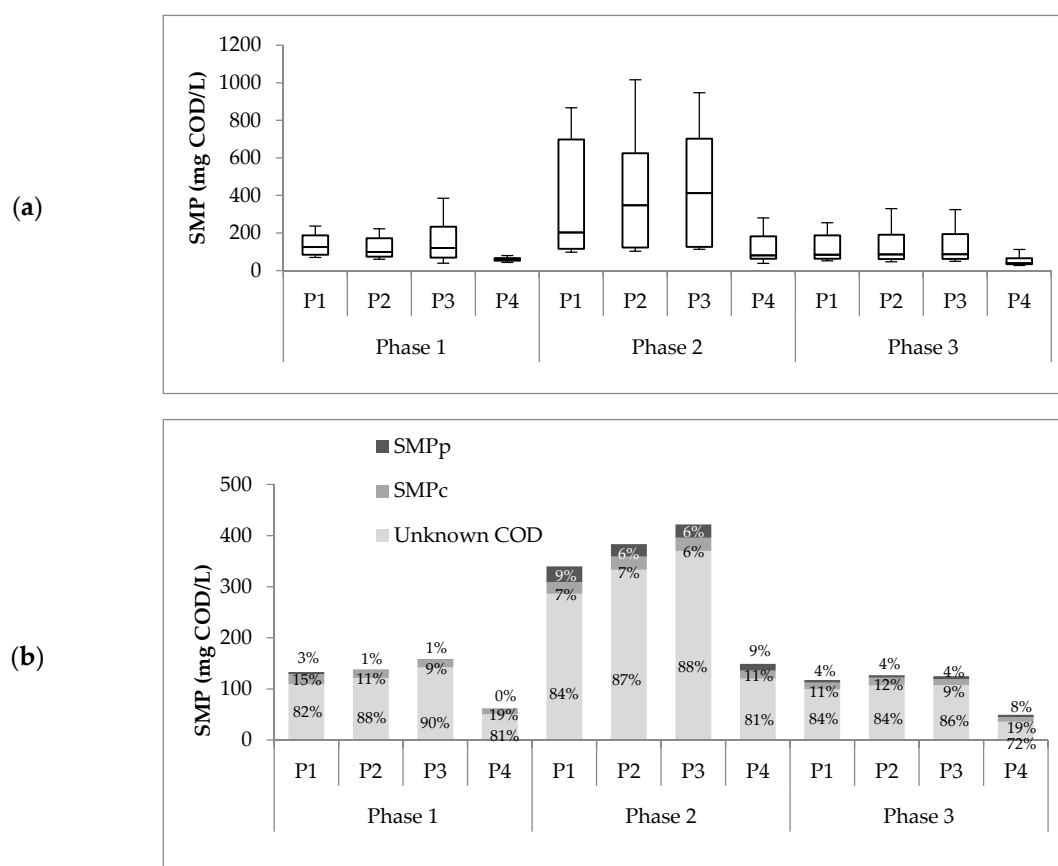 (a)
SMP (mg COD/L)
1200
1000
800
600
400
200
0
P1 P2 P3 P4 P1 P2 P3 P4 P1 P2 P3 P4
Phase 1 Phase 2 Phase 3
(b)
SMP (mg COD/L)
SMPp
SMPc
Unknown COD
500
400
300
200
100
0
3% 1% 1% 0% 9% 6% 6% 9% 4% 4% 4% 8%
15% 11% 9% 19% 7% 7% 6% 11% 11% 12% 9% 19%
82% 88% 90% 81% 84% 87% 88% 81% 84% 84% 86% 72%
P1 P2 P3 P4 P1 P2 P3 P4 P1 P2 P3 P4
Phase 1 Phase 2 Phase 3